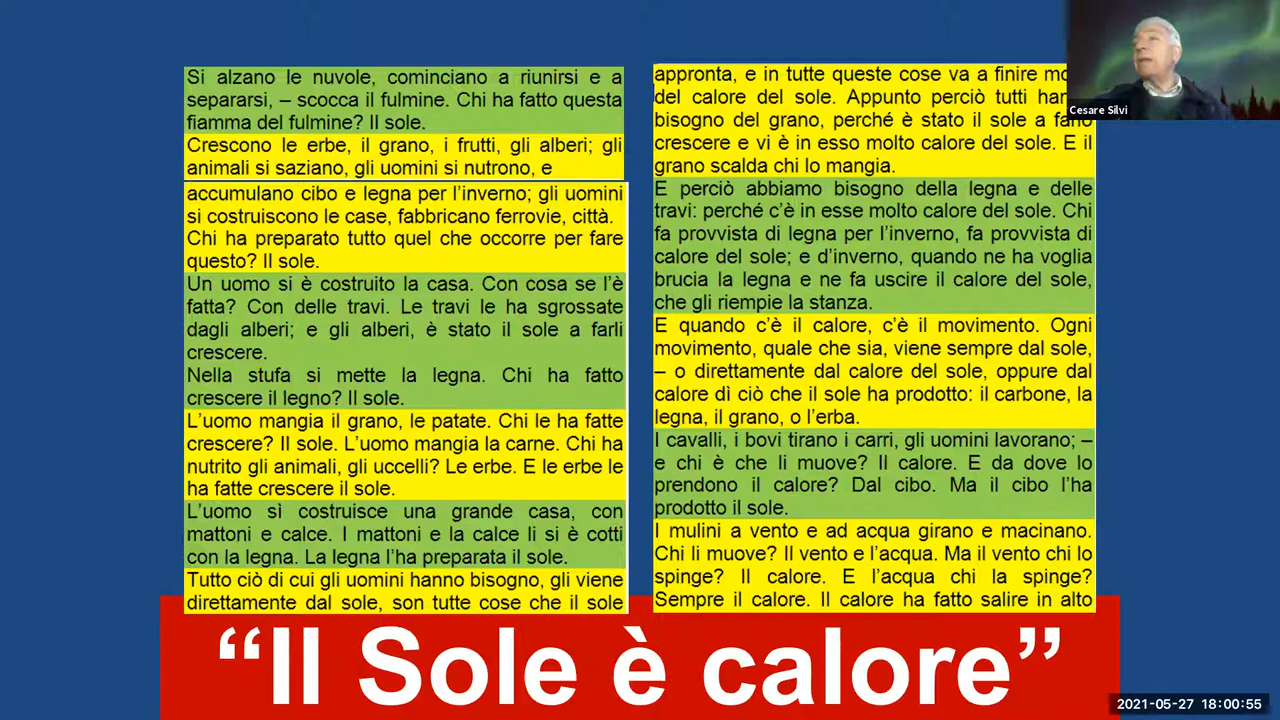 Si alzano le nuvole, cominciano a riunirsi e a
separarsi, – scocca il fulmine. Chi ha fatto questa
fiamma del fulmine? Il sole.
Crescono le erbe, il grano, i frutti, gli alberi; gli
animali si saziano, gli uomini si nutrono, e
accumulano cibo e legna per l’inverno; gli uomini
si costruiscono le case, fabbricano ferrovie, città.
Chi ha preparato tutto quel che occorre per fare
questo? Il sole.
Un uomo si è costruito la casa. Con cosa se l’è
fatta? Con delle travi. Le travi le ha sgrossate
dagli alberi; e gli alberi, è stato il sole a farli
crescere.
Nella stufa si mette la legna. Chi ha fatto
crescere il legno? Il sole.
L’uomo mangia il grano, le patate. Chi le ha fatte
crescere? Il sole. L’uomo mangia la carne. Chi ha
nutrito gli animali, gli uccelli? Le erbe. E le erbe le
ha fatte crescere il sole.
L’uomo sì costruisce una grande casa, con
mattoni e calce. I mattoni e la calce li si è cotti
con la legna. La legna l’ha preparata il sole.
Tutto ciò di cui gli uomini hanno bisogno, gli viene
direttamente dal sole, son tutte cose che il sole
appronta, e in tutte queste cose va a finire
del calore del sole. Appunto perciò tutti
bisogno del grano, perché è stato il sole a farlo
crescere e vi è in esso molto calore del sole. E il
grano scalda chi lo mangia.
E perciò abbiamo bisogno della legna e delle
travi: perché c’è in esse molto calore del sole. Chi
fa provvista di legna per l’inverno, fa provvista di
calore del sole; e d’inverno, quando ne ha voglia
brucia la legna e ne fa uscire il calore del sole,
che gli riempie la stanza.
E quando c’è il calore, c’è il movimento. Ogni
movimento, quale che sia, viene sempre dal sole,
– o direttamente dal calore del sole, oppure dal
calore dì ciò che il sole ha prodotto: il carbone, la
legna, il grano, o l’erba.
I cavalli, i bovi tirano i carri, gli uomini lavorano; –
e chi è che li muove? Il calore. E da dove lo
prendono il calore? Dal cibo. Ma il cibo l’ha
prodotto il sole.
I mulini a vento e ad acqua girano e macinano.
Chi li muove? Il vento e l’acqua. Ma il vento chi lo
spinge? Il calore. E l’acqua chi la spinge?
Sempre il calore. Il calore ha fatto salire in alto
“Il Sole è calore”
Cesare Silvi
2021-05-27 18:00:55